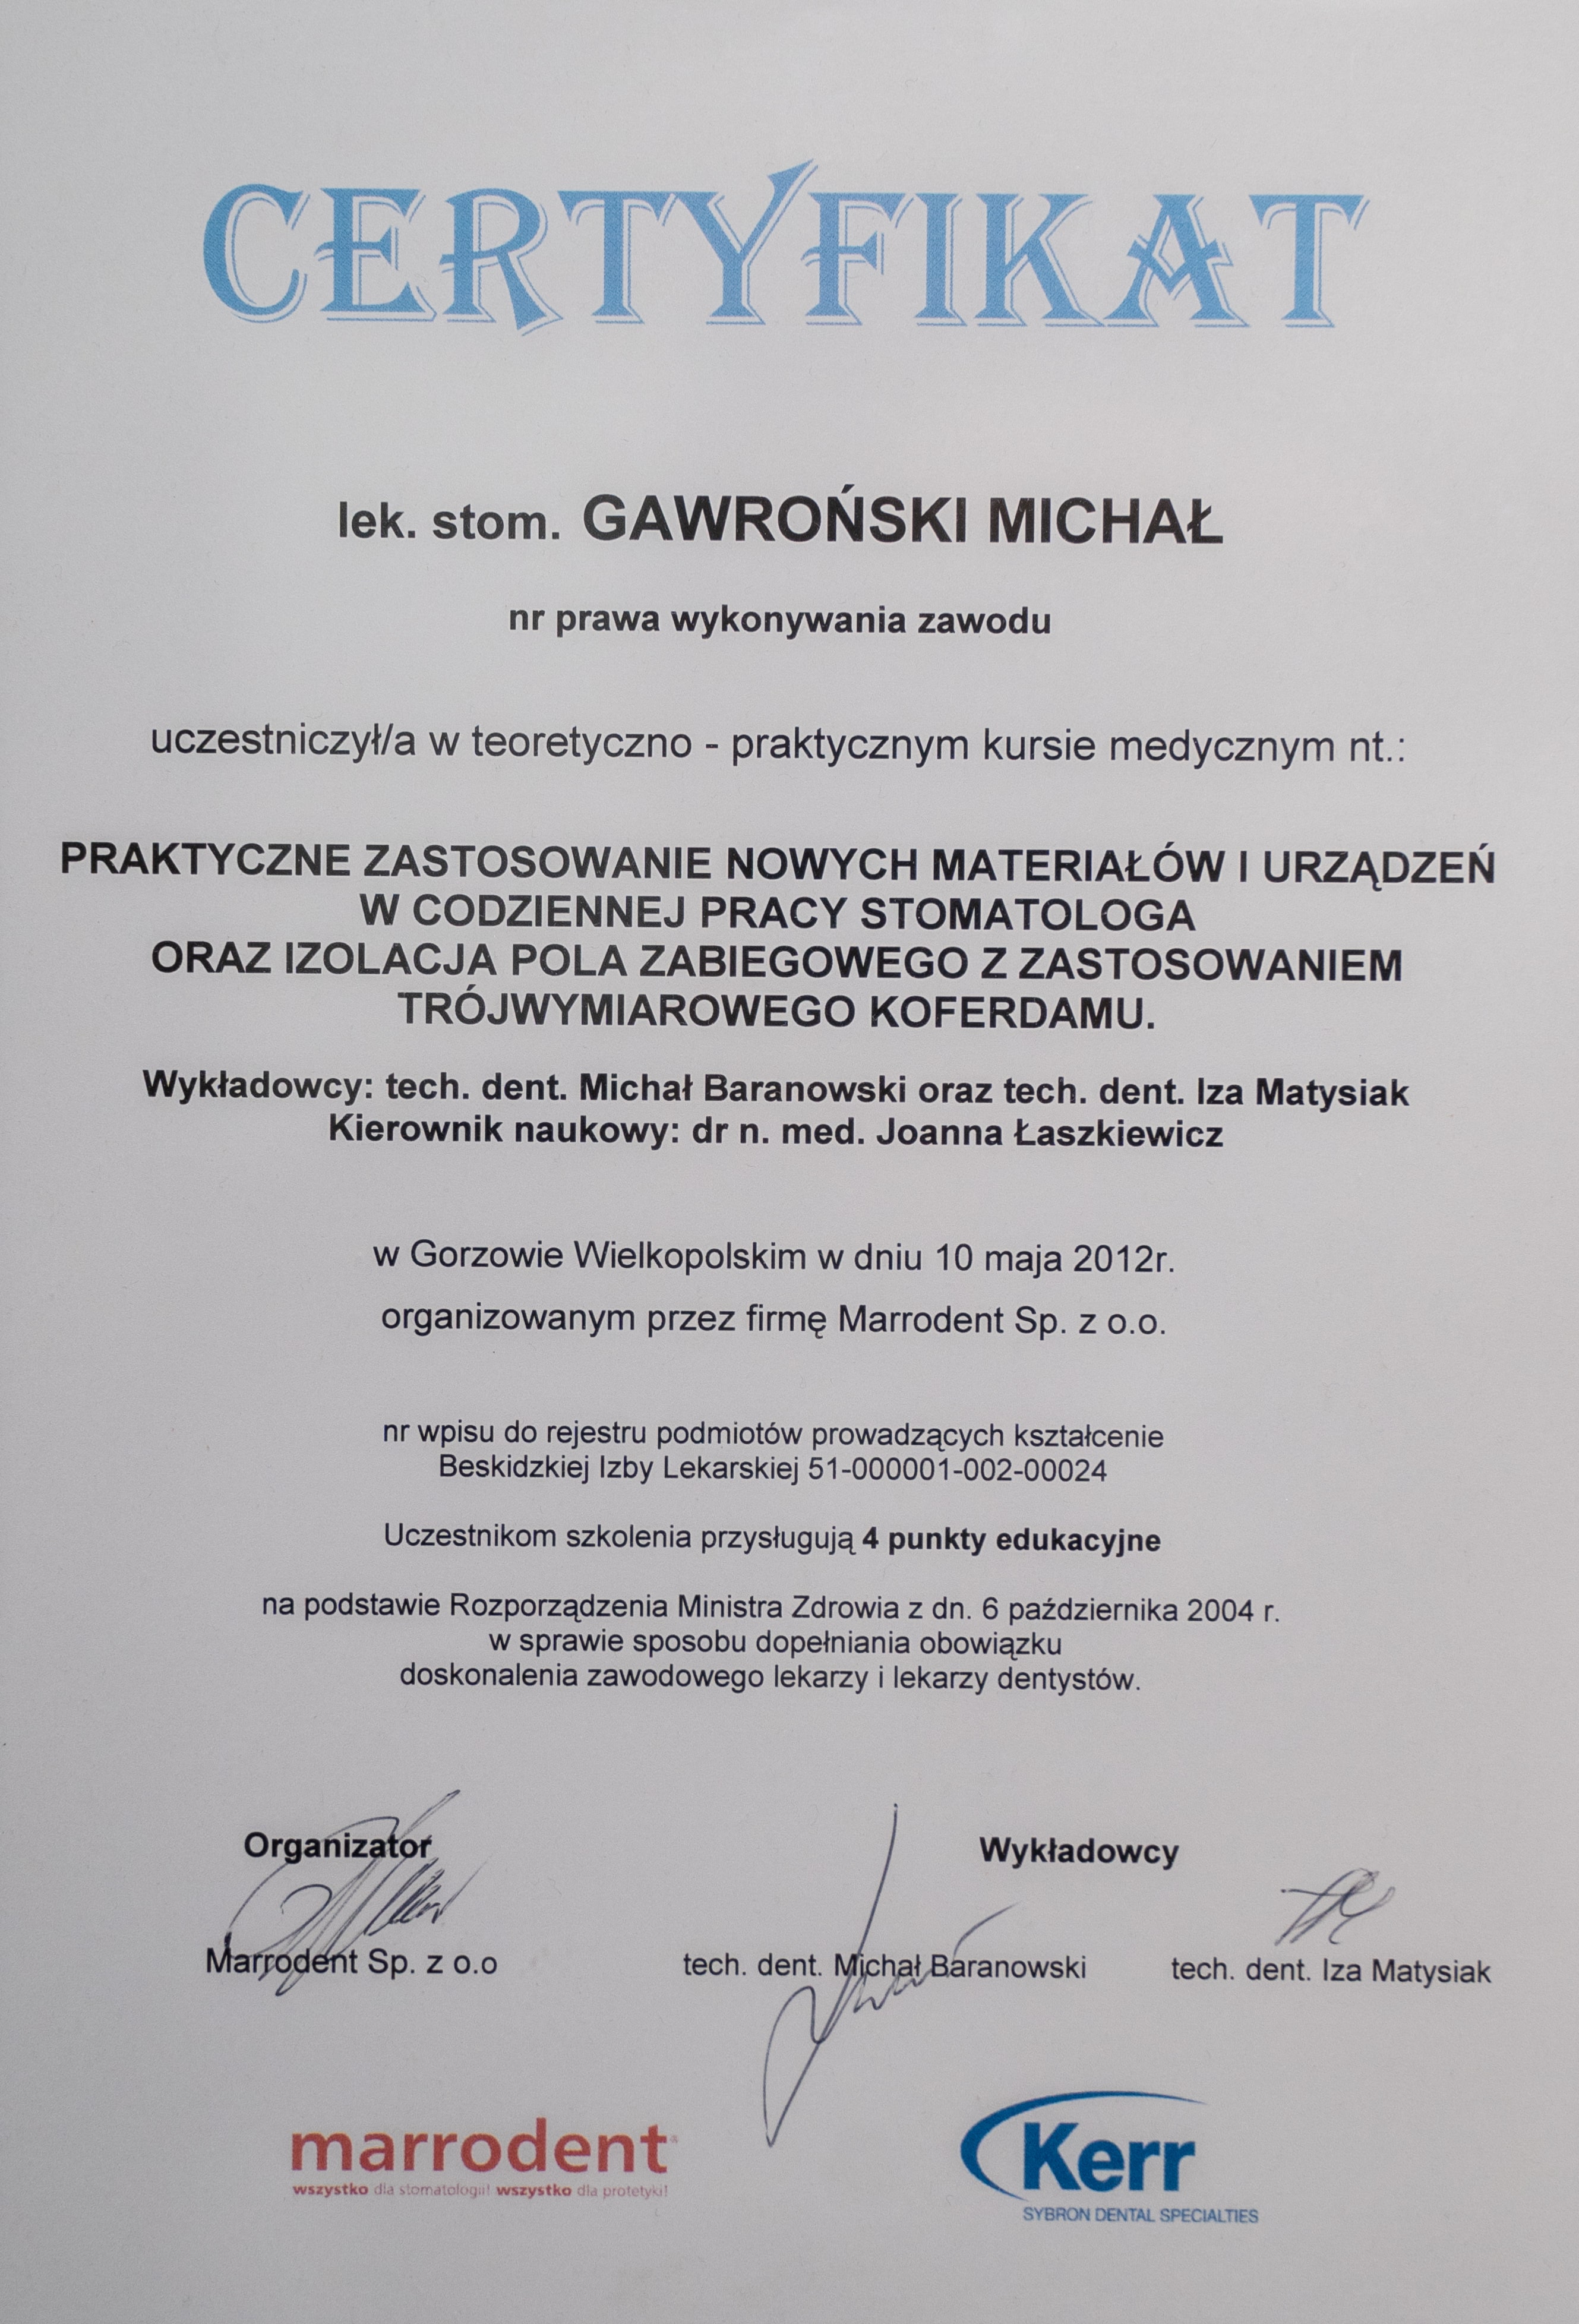 CERTYFIKAT
lek. stom. GAWROŃSKI MICHAŁ
nr prawa wykonywania zawodu
uczestniczył/a w teoretyczno - praktycznym kursie medycznym nt.:
PRAKTYCZNE ZASTOSOWANIE NOWYCH MATERIAŁÓW I URZĄDZEŃ
W CODZIENNEJ PRACY STOMATOLOGA
ORAZ IZOLACJA POLA ZABIEGOWEGO Z ZASTOSOWANIEM
TRÓJWYMIAROWEGO KOFERDAMU.
Wykładowcy: tech. dent. Michał Baranowski oraz tech. dent. Iza Matysiak
Kierownik naukowy: dr n. med. Joanna Łaszkiewicz
w Gorzowie Wielkopolskim w dniu 10 maja 2012r.
organizowanym przez firmę Marrodent Sp. z o.o.
nr wpisu do rejestru podmiotów prowadzących kształcenie
Beskidzkiej Izby Lekarskiej 51-000001-002-00024
Uczestnikom szkolenia przysługują 4 punkty edukacyjne
na podstawie Rozporządzenia Ministra Zdrowia z dn. 6 października 2004 r.
w sprawie sposobu dopełniania obowiązku
doskonalenia zawodowego lekarzy i lekarzy dentystów.
Organizator
Wykładowcy
Marrodent Sp. z o.o
tech. dent. Michał Baranowski
tech. dent. Iza Matysiak
marrodent
wszystko dla stomatologii! wszystko dla protetyki!
Kerr
SYBRON DENTAL SPECIALTIES